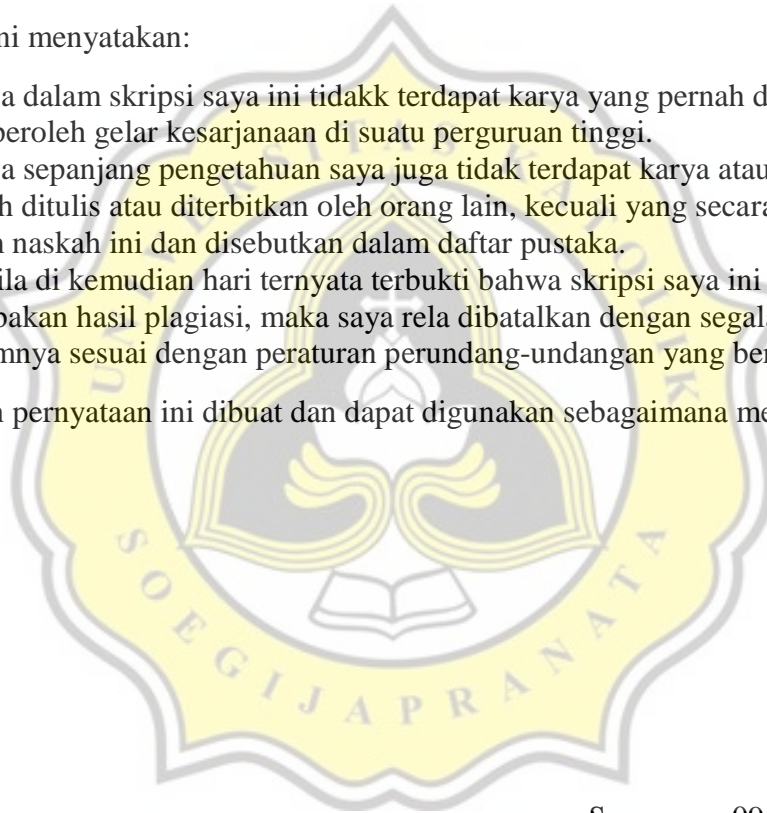 ni menyatakan:
a dalam skripsi saya ini tidakk terdapat karya yang pernah d
peroleh gelar kesarjanaan di suatu perguruan tinggi.
a sepanjang pengetahuan saya juga tidak terdapat karya atau
h ditulis atau diterbitkan oleh orang lain, kecuali yang secara
n naskah ini dan disebutkan dalam daftar pustaka.
ila di kemudian hari ternyata terbukti bahwa skripsi saya ini
pakan hasil plagiasi, maka saya rela dibatalkan dengan segala
mnya sesuai dengan peraturan perundang-undangan yang ber
n pernyataan ini dibuat dan dapat digunakan sebagaimana me
UNIVERSITAS KATOLIK
SOEGIJAPRANATA